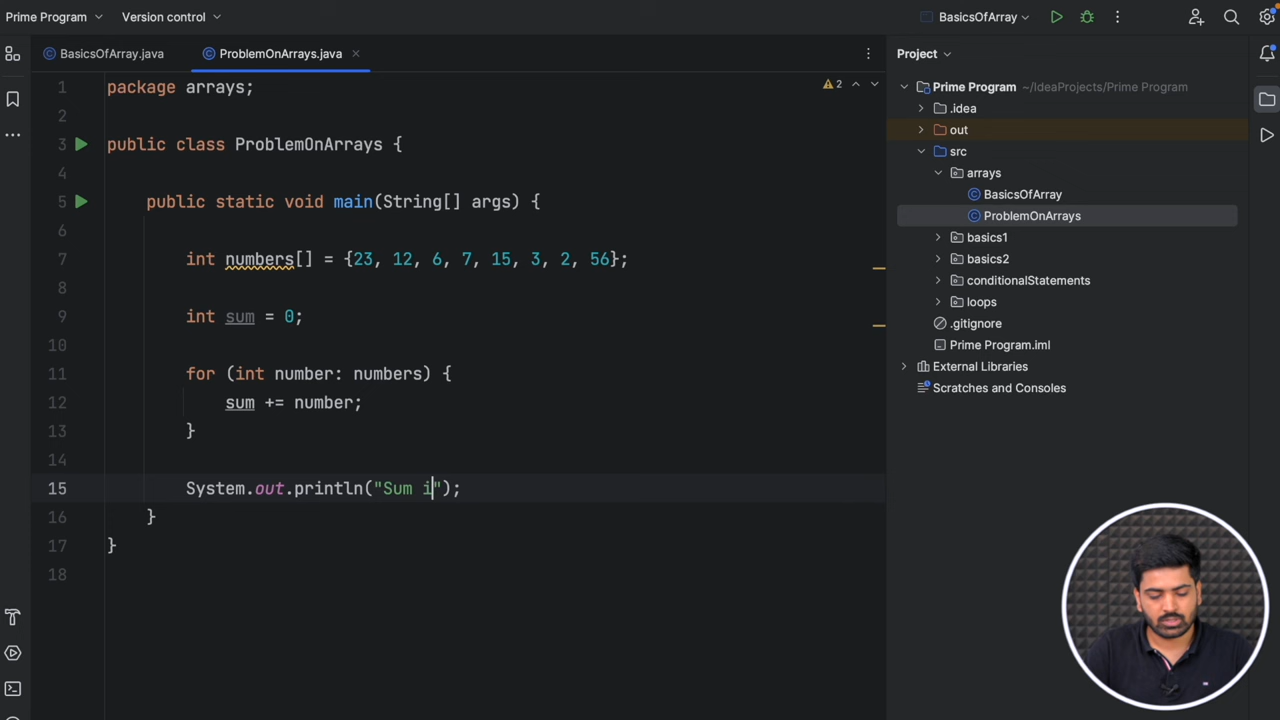 Prime Program
Version control
BasicsOfArray
BasicsOfArray.java
ProblemOnArrays.java
Project
1 package arrays;
2
3 public class ProblemOnArrays {
4
5 public static void main(String[] args) {
6
7 int numbers[] = {23, 12, 6, 7, 15, 3, 2, 56};
8
9 int sum = 0;
10
11 for (int number: numbers) {
12 sum += number;
13 }
14
15 System.out.println("Sum i");
16 }
17 }
18
2
Prime Program ~/IdeaProjects/Prime Program
.idea
out
src
arrays
BasicsOfArray
ProblemOnArrays
basics1
basics2
conditionalStatements
loops
.gitignore
Prime Program.iml
External Libraries
Scratches and Consoles